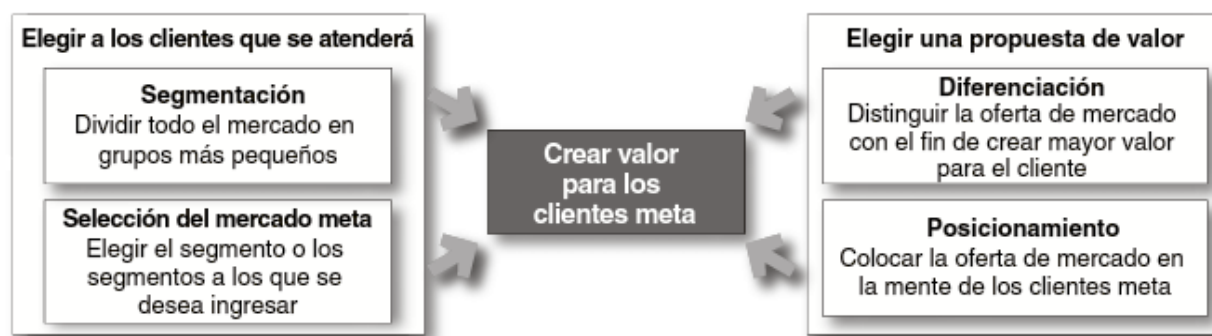 Elegir a los clientes que se atenderá
Segmentación
Dividir todo el mercado en
grupos más pequeños
Selección del mercado meta
Elegir el segmento o los
segmentos a los que se
desea ingresar
Crear valor
para los
clientes meta
Elegir una propuesta de valor
Diferenciación
Distinguir la oferta de mercado
con el fin de crear mayor valor
para el cliente
Posicionamiento
Colocar la oferta de mercado en
la mente de los clientes meta